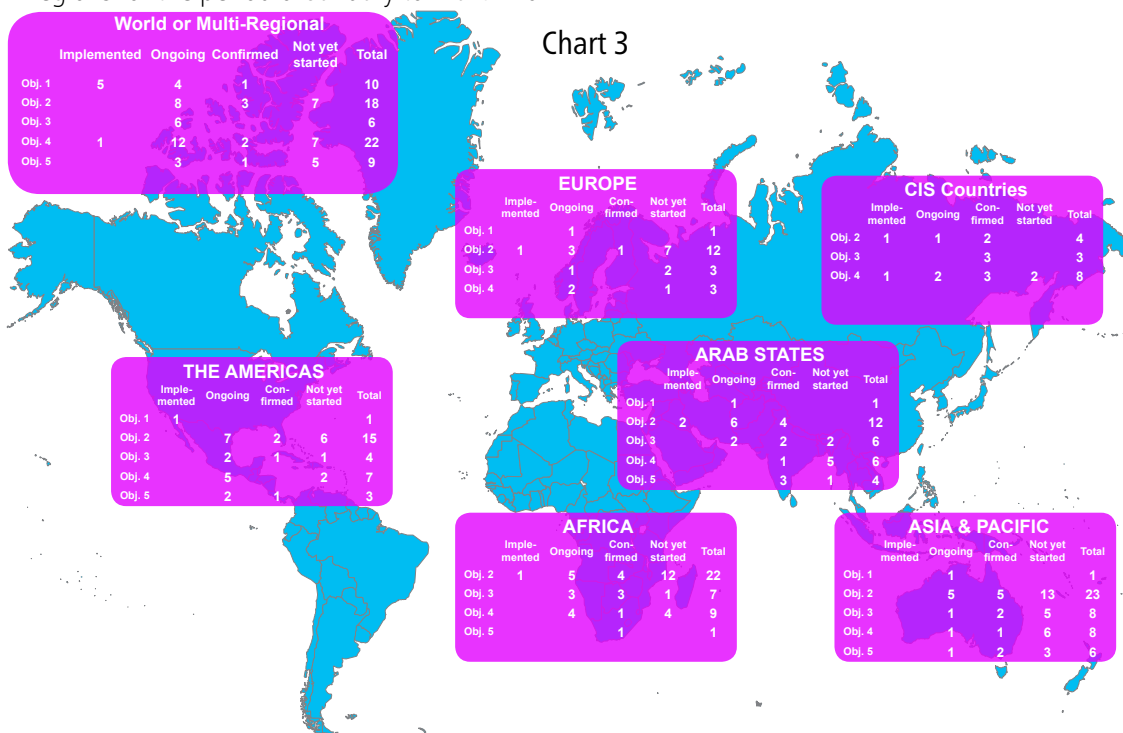 Chart 3
World or Multi-Regional
Implemented Ongoing Confirmed Not yet started Total
Obj. 1 5 4 1 10
Obj. 2 8 3 7 18
Obj. 3 6 6
Obj. 4 1 12 2 7 22
Obj. 5 3 1 5 9
EUROPE
Imple-mented Ongoing Con-firmed Not yet started Total
Obj. 1 1 1
Obj. 2 1 3 1 7 12
Obj. 3 1 2 3
Obj. 4 2 1 3
CIS Countries
Imple-mented Ongoing Con-firmed Not yet started Total
Obj. 2 1 1 2 4
Obj. 3 3 3
Obj. 4 1 2 3 2 8
THE AMERICAS
Imple-mented Ongoing Con-firmed Not yet started Total
Obj. 1 1 1
Obj. 2 7 2 6 15
Obj. 3 2 1 1 4
Obj. 4 5 2 7
Obj. 5 2 1 3
ARAB STATES
Imple-mented Ongoing Con-firmed Not yet started Total
Obj. 1 1 1
Obj. 2 2 6 4 12
Obj. 3 2 2 2 6
Obj. 4 1 5 6
Obj. 5 3 1 4
AFRICA
Imple-mented Ongoing Con-firmed Not yet started Total
Obj. 2 1 5 4 12 22
Obj. 3 3 3 1 7
Obj. 4 4 1 4 9
Obj. 5 1 1
ASIA & PACIFIC
Imple-mented Ongoing Con-firmed Not yet started Total
Obj. 1 1 1
Obj. 2 5 5 13 23
Obj. 3 1 2 5 8
Obj. 4 1 1 6 8
Obj. 5 1 2 3 6